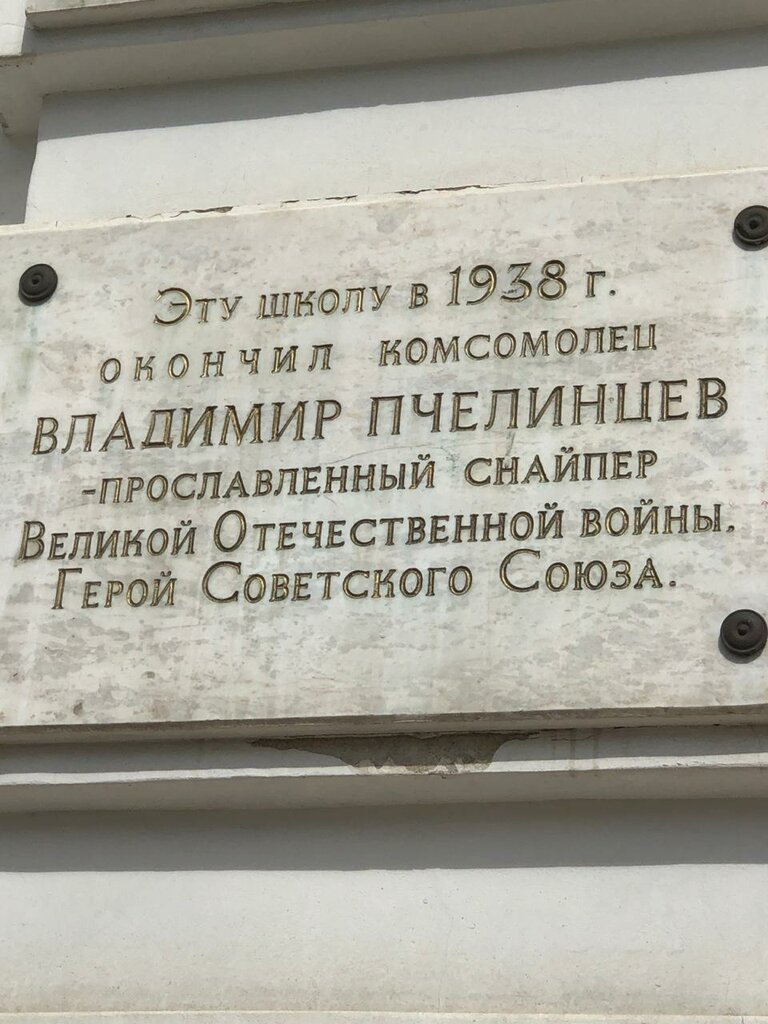 Эту школу в 1938 г.
окончил комсомолец
ВЛАДИМИР ПЧЕЛИНЦЕВ
-прославленный снайпер
Великой Отечественной войны.
Герой Советского Союза.